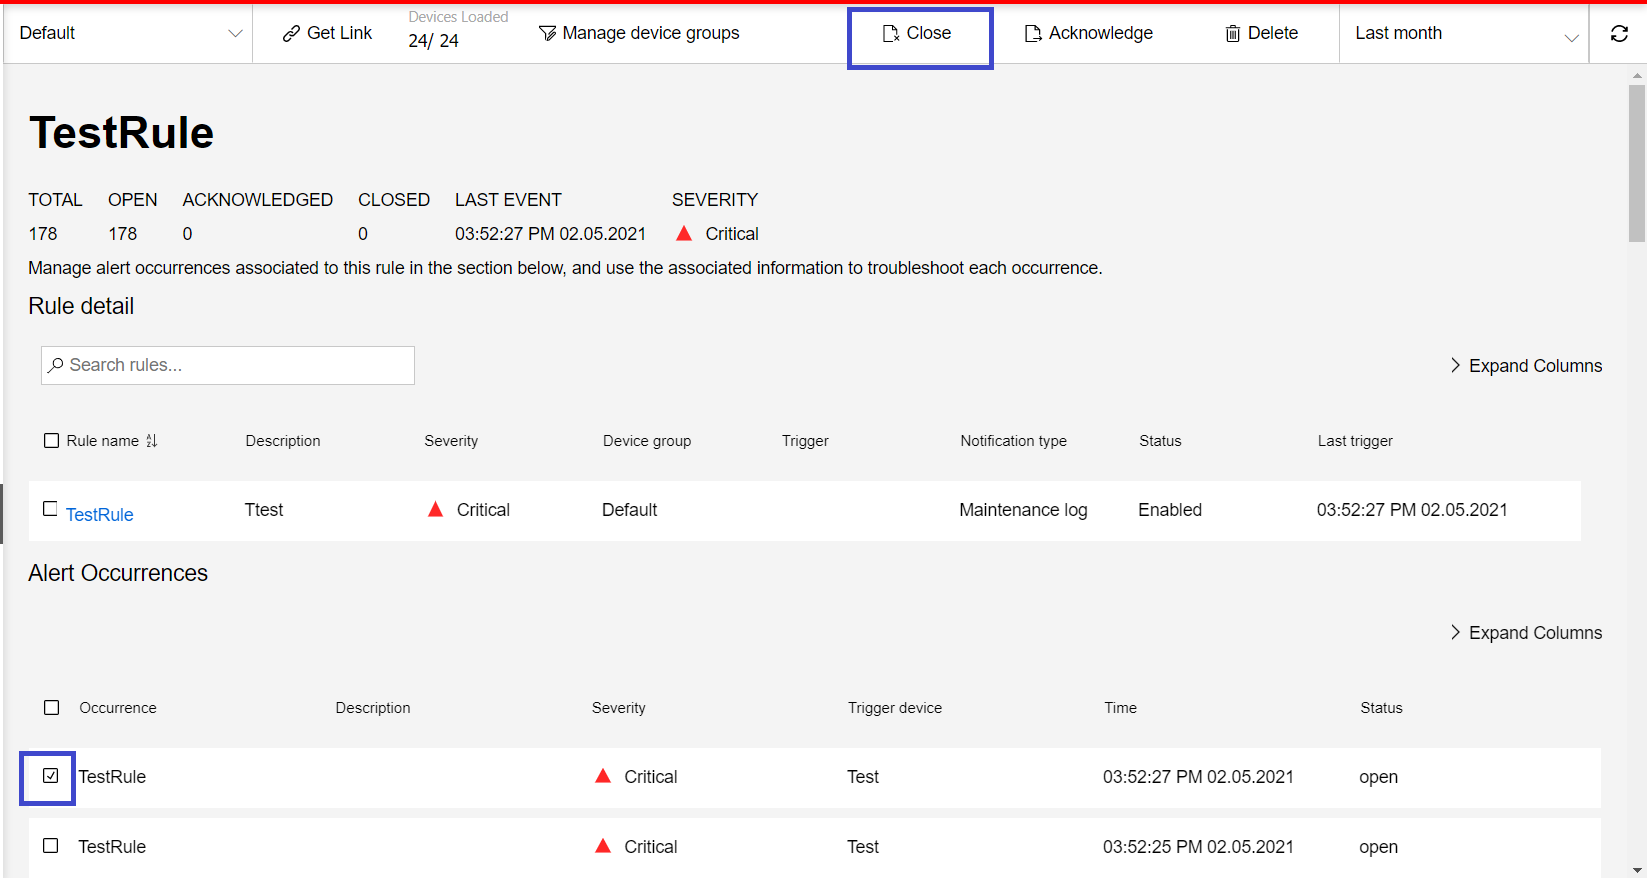 Default
Get Link
Devices Loaded
24/ 24
Manage device groups
Close
Acknowledge
Delete
Last month
TestRule
TOTAL OPEN ACKNOWLEDGED CLOSED LAST EVENT SEVERITY
178 178 0 0 03:52:27 PM 02.05.2021 Critical
Manage alert occurrences associated to this rule in the section below, and use the associated information to troubleshoot each occurrence.
Rule detail
Search rules...
Expand Columns
Rule name Description Severity Device group Trigger Notification type Status Last trigger
TestRule Ttest Critical Default Maintenance log Enabled 03:52:27 PM 02.05.2021
Alert Occurrences
Expand Columns
Occurrence Description Severity Trigger device Time Status
TestRule Critical Test 03:52:27 PM 02.05.2021 open
TestRule Critical Test 03:52:25 PM 02.05.2021 open